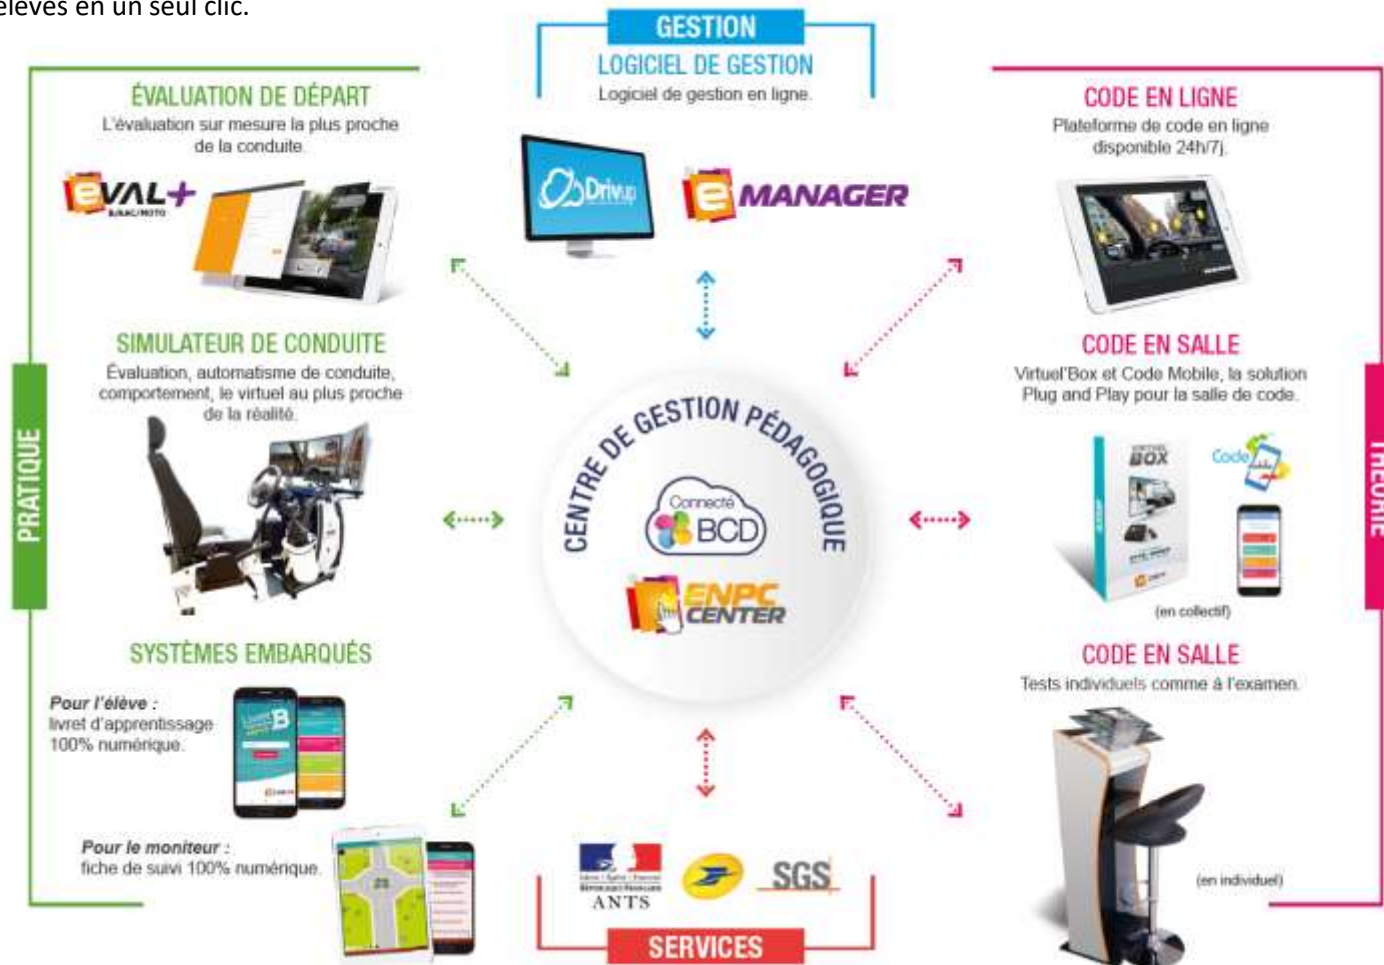 élèves en un seul clic.
GESTION
LOGICIEL DE GESTION
Logiciel de gestion en ligne.
Drivup
e MANAGER
PRATIQUE
ÉVALUATION DE DÉPART
L'évaluation sur mesure la plus proche
de la conduite.
eVAL+
B/AAC/MOTO
SIMULATEUR DE CONDUITE
Évaluation, automatisme de conduite,
comportement, le virtuel au plus proche
de la réalité.
SYSTÈMES EMBARQUÉS
Pour l'élève :
livret d'apprentissage
100% numérique.
Pour le moniteur :
fiche de suivi 100% numérique.
CENTRE DE GESTION PÉDAGOGIQUE
Connecté
BCD
ENPC
CENTER
THÉORIE
CODE EN LIGNE
Plateforme de code en ligne
disponible 24h/7j.
CODE EN SALLE
Virtuel'Box et Code Mobile, la solution
Plug and Play pour la salle de code.
VIRTUEL
BOX
Code
(en collectif)
CODE EN SALLE
Tests individuels comme à l'examen.
(en individuel)
RÉPUBLIQUE FRANÇAISE
ANTS
SGS
SERVICES